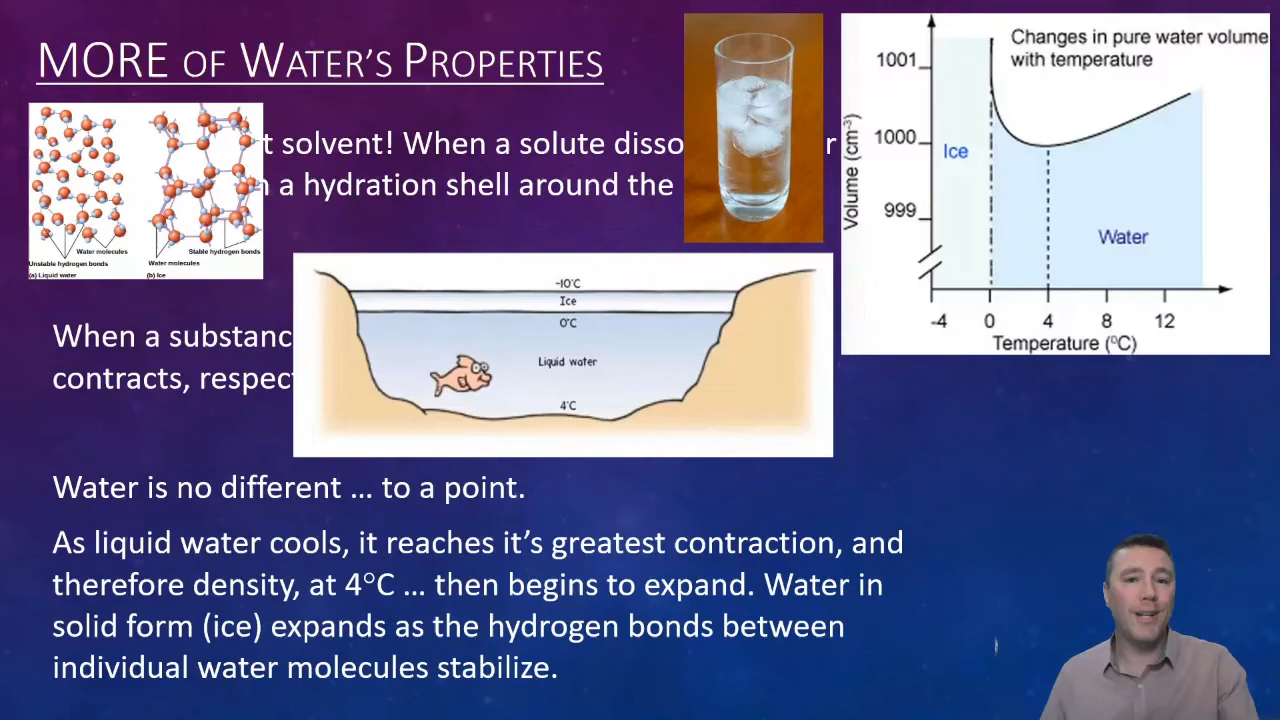 MORE OF WATER'S PROPERTIES
t solvent! When a solute disso
r
a hydration shell around the
Water molecules
Unstable hydrogen bonds
(a) Liquid water
Stable hydrogen bonds
Water molecules
(b) Ice
Changes in pure water volume
with temperature
Volume (cm-³)
1001
1000
999
Ice
Water
-4 0 4 8 12
Temperature (°C)
-10°C
Ice
0°C
Liquid water
4°C
When a substanc
contracts, respec
Water is no different … to a point.
As liquid water cools, it reaches it's greatest contraction, and
therefore density, at 4°C … then begins to expand. Water in
solid form (ice) expands as the hydrogen bonds between
individual water molecules stabilize.